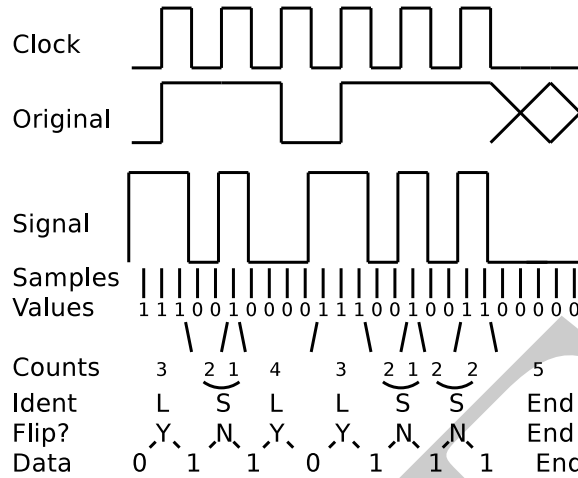 Clock
Original
Signal
Samples
Values 1 1 1 0 0 1 0 0 0 0 1 1 1 0 0 1 0 0 1 1 0 0 0 0 0
Counts 3 2 1 4 3 2 1 2 2 5
Ident L S L L S S End
Flip? Y N Y Y N N End
Data 0 1 1 0 1 1 1 End